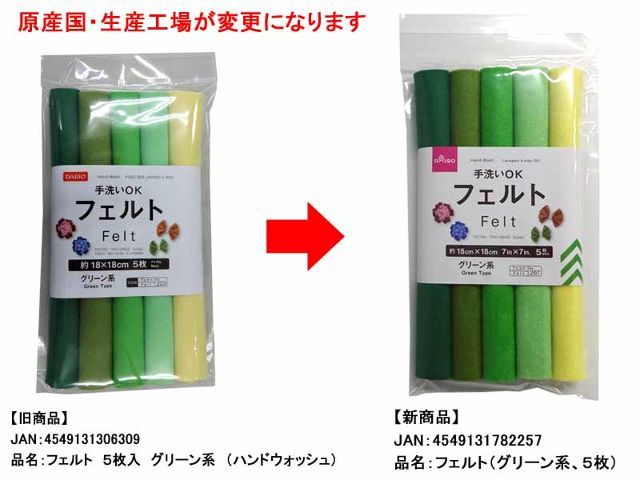 原産国・生産工場が変更になります
DAISO
Hand-Wash
手洗いOK
フェルト
Felt
約18×18cm 5枚
グリーン系
Green Type
DAISO
Hand-Wash
手洗いOK
フェルト
Felt
約18cm×18cm 7in×7in. 5
グリーン系
Green Type
【旧商品】
JAN：4549131306309
品名：フェルト　5枚入　グリーン系　（ハンドウォッシュ）
【新商品】
JAN：4549131782257
品名：フェルト（グリーン系、５枚）